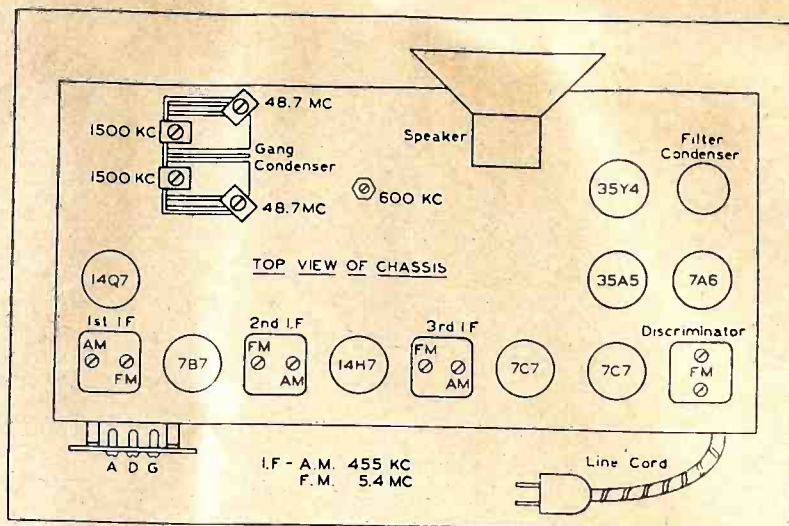 48.7 MC
1500 KC
Gang
Condenser
1500 KC
48.7MC
Speaker
Filter
Condenser
600 KC
35Y4
TOP VIEW OF CHASSIS
14Q7
35A5
7A6
1st I.F
AM
FM
7B7
2nd I.F
FM
AM
14H7
3rd I F
FM
AM
7C7
7C7
Discriminator
FM
A D G
I.F - A.M. 455 KC
F.M. 5.4 MC
Line Cord